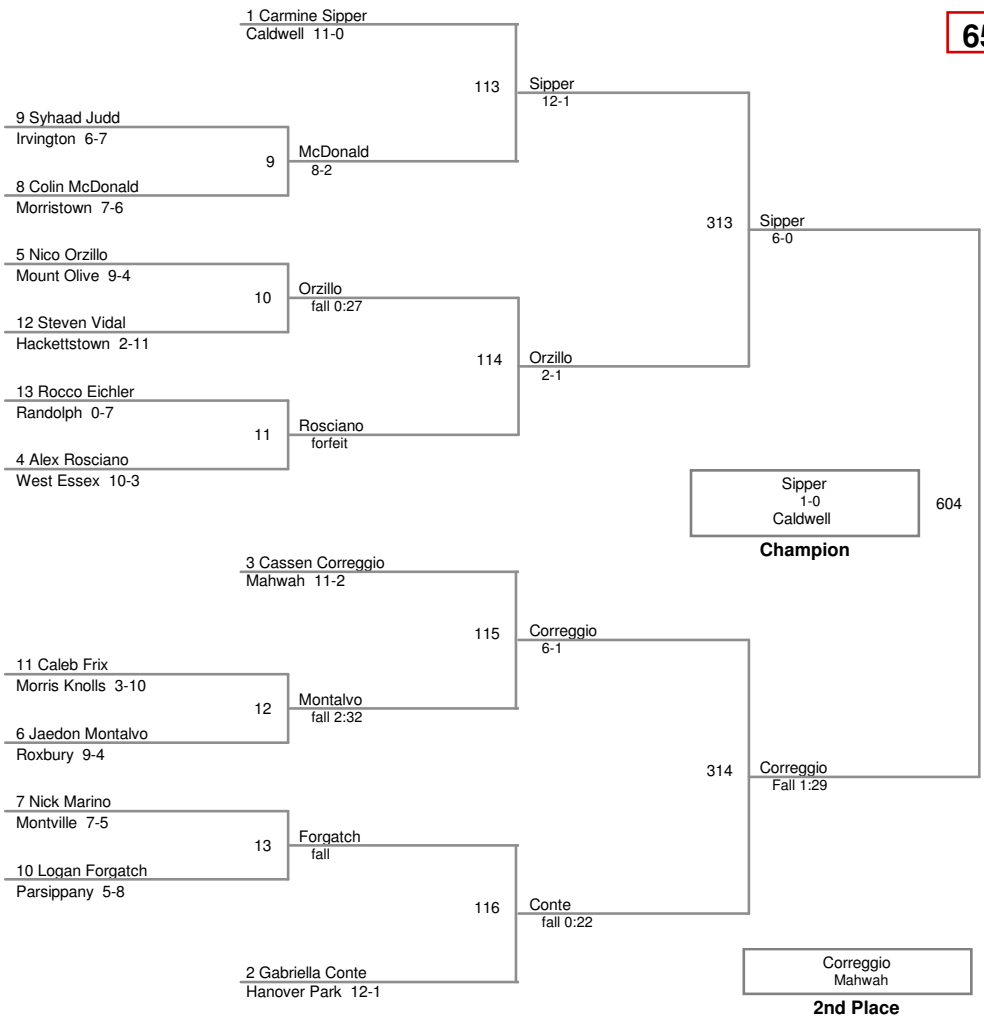 1 Carmine Sipper
Caldwell 11-0
65
113
Sipper
12-1
9 Syhaad Judd
Irvington 6-7
9
McDonald
8-2
8 Colin McDonald
Morristown 7-6
313
Sipper
6-0
5 Nico Orzillo
Mount Olive 9-4
10
Orzillo
fall 0:27
12 Steven Vidal
Hackettstown 2-11
114
Orzillo
2-1
13 Rocco Eichler
Randolph 0-7
11
Rosciano
forfeit
4 Alex Rosciano
West Essex 10-3
Sipper
1-0
Caldwell
604
Champion
3 Cassen Correggio
Mahwah 11-2
115
Correggio
6-1
11 Caleb Frix
Morris Knolls 3-10
12
Montalvo
fall 2:32
6 Jaedon Montalvo
Roxbury 9-4
314
Correggio
Fall 1:29
7 Nick Marino
Montville 7-5
13
Forgatch
fall
10 Logan Forgatch
Parsippany 5-8
116
Conte
fall 0:22
2 Gabriella Conte
Hanover Park 12-1
Correggio
Mahwah
2nd Place